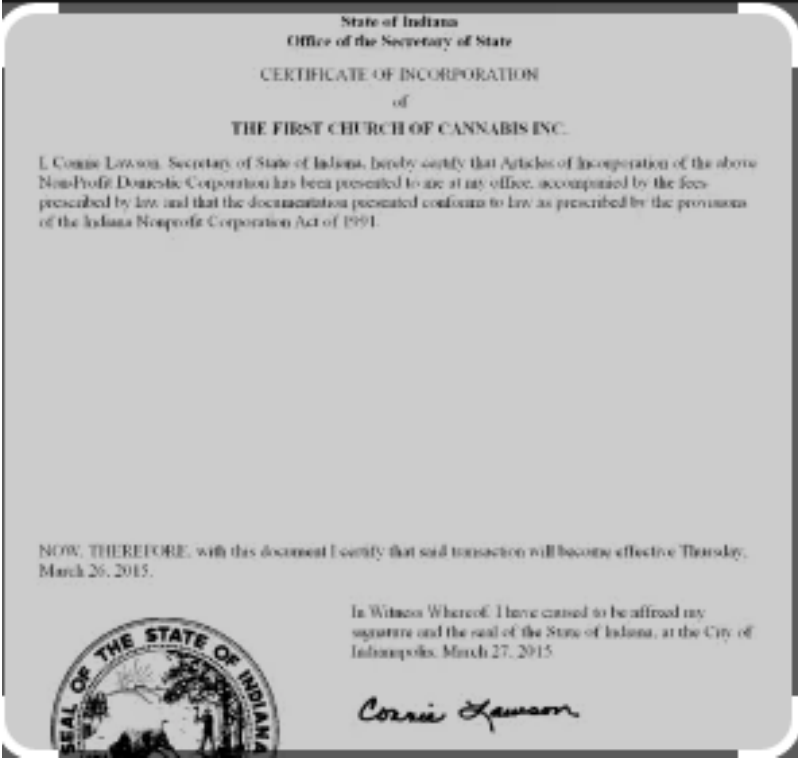 State of Indiana
Office of the Secretary of State
CERTIFICATE OF INCORPORATION
of
THE FIRST CHURCH OF CANNABIS INC.
I, Connie Lawson, Secretary of State of Indiana, hereby certify that Articles of Incorporation of the above
Non-Profit Domestic Corporation has been presented to me at my office, accompanied by the fees
prescribed by law and that the documentation presented conforms to law as prescribed by the provisions
of the Indiana Nonprofit Corporation Act of 1991.
NOW, THEREFORE, with this document I certify that said transaction will become effective Thursday,
March 26, 2015.
In Witness Whereof, I have caused to be affixed my
signature and the seal of the State of Indiana, at the City of
Indianapolis, March 27, 2015
Connie Lawson
SEAL OF THE STATE OF INDIANA